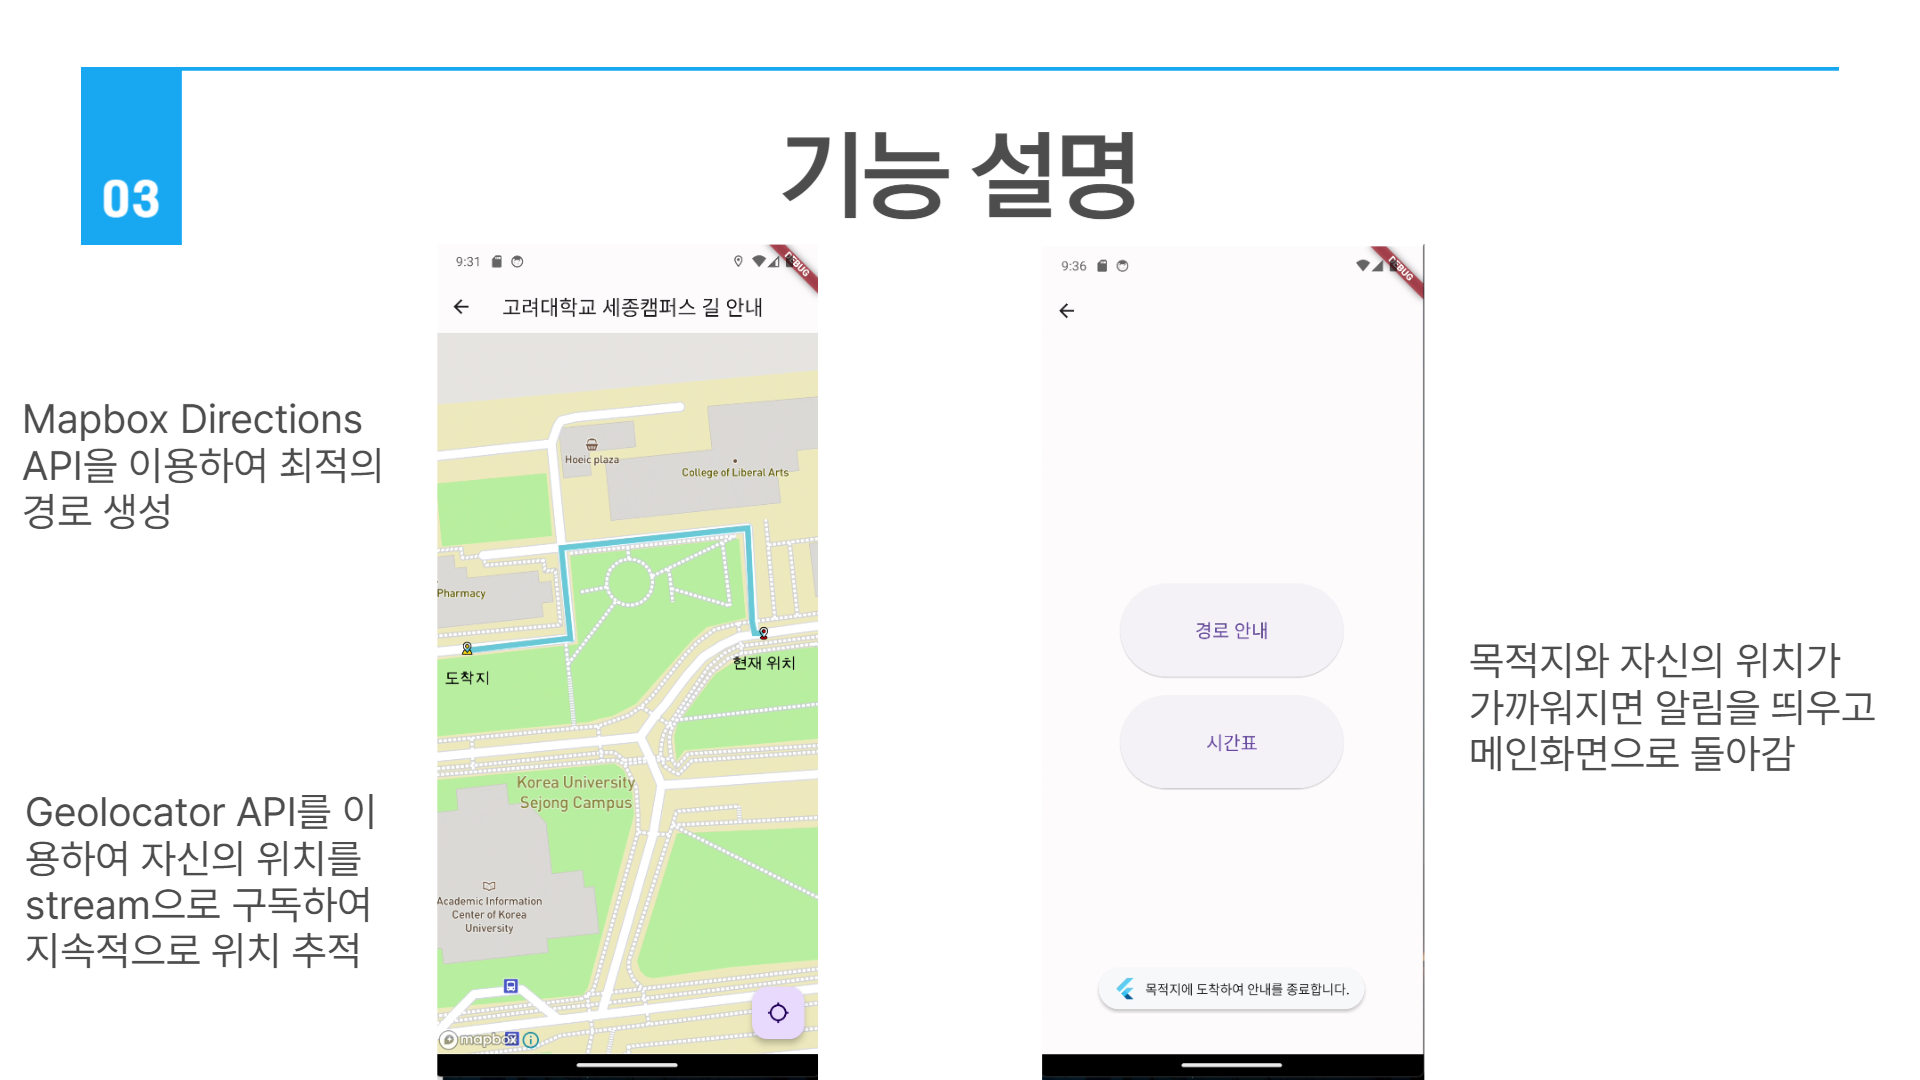 03
기능 설명
Mapbox Directions
API을 이용하여 최적의
경로 생성
Geolocator API를 이
용하여 자신의 위치를
stream으로 구독하여
지속적으로 위치 추적
9:31
DEBUG
고려대학교 세종캠퍼스 길 안내
Hoeic plaza
College of Liberal Arts
Pharmacy
현재 위치
도착지
Korea University
Sejong Campus
Academic Information
Center of Korea
University
mapbox
9:36
DEBUG
경로 안내
시간표
목적지에 도착하여 안내를 종료합니다.
목적지와 자신의 위치가
가까워지면 알림을 띄우고
메인화면으로 돌아감